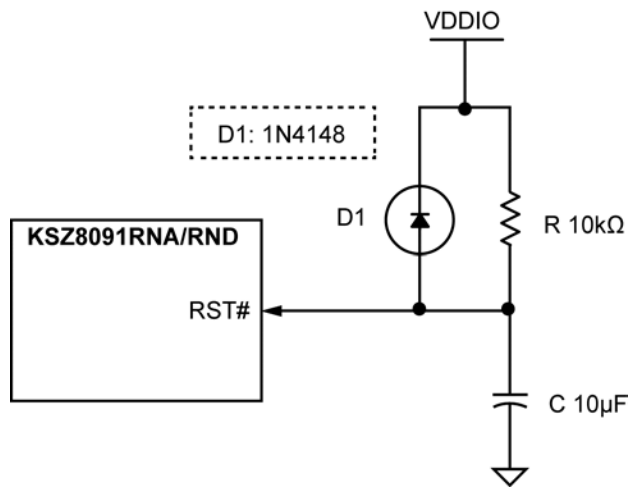 VDDIO
D1: 1N4148
D1
R 10kΩ
KSZ8091RNA/RND
RST#
C 10µF